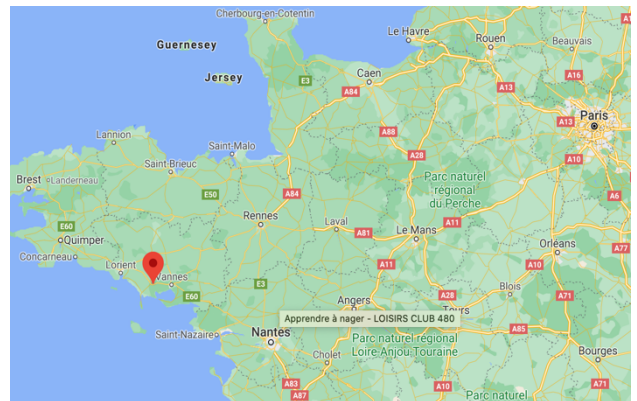 Cherbourg-en-Cotentin
Le Havre
Rouen
Beauvais
Guernesey
Jersey
E3
Caen
A84
A13
A16
A13
Paris
A88
A28
A10
Lannion
Saint-Malo
Saint-Brieuc
Brest
Landerneau
E50
A84
Parc naturel
régional
du Perche
A6
E60
Quimper
Rennes
Laval
A81
Le Mans
A11
Orléans
A77
Concarneau
Lorient
Vannes
E60
E3
A11
A10
A28
Blois
A71
Angers
Tours
Apprendre à nager - LOISIRS CLUB 480
Saint-Nazaire
Nantes
Parc naturel régional
Loire-Anjou-Touraine
A85
Cholet
Bourges
A83
A87
A10
A71
Parc naturel